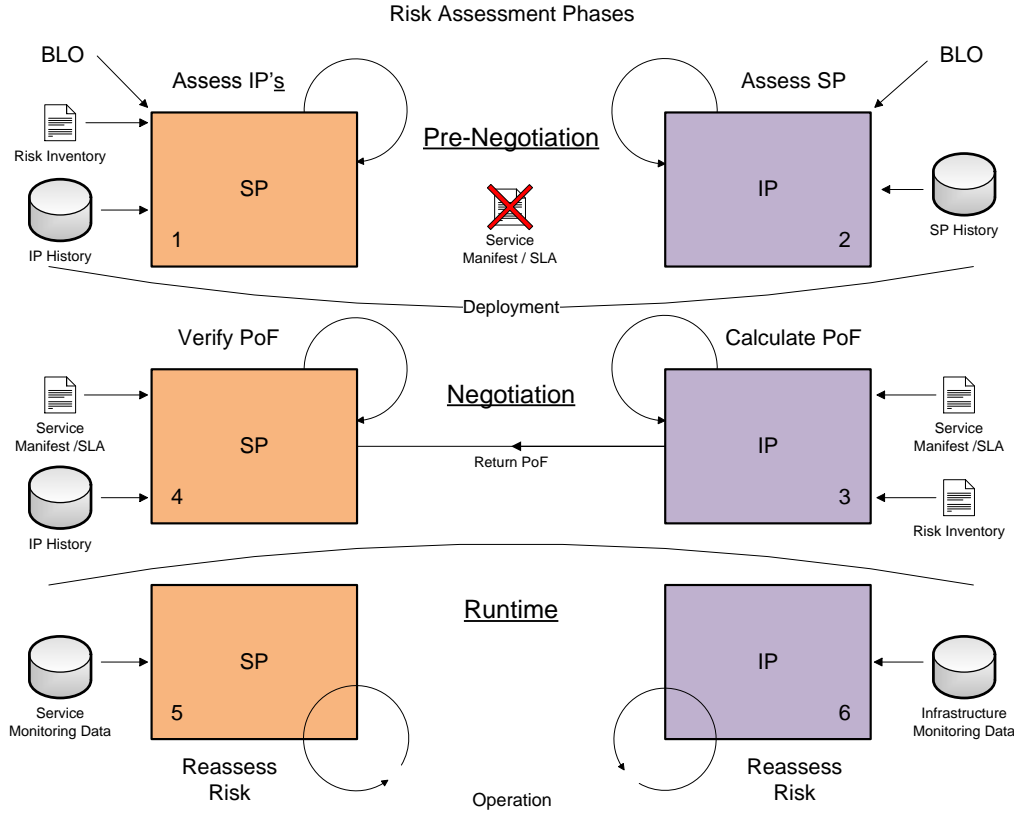 Risk Assessment Phases
BLO
BLO
Assess IP's
Assess SP
Risk Inventory
Pre-Negotiation
SP
IP
IP History
1
Service
Manifest / SLA
2
SP History
Deployment
Verify PoF
Calculate PoF
Service
Manifest /SLA
Negotiation
Service
Manifest /SLA
SP
Return PoF
IP
IP History
4
3
Risk Inventory
Runtime
SP
IP
Service
Monitoring Data
5
6
Infrastructure
Monitoring Data
Reassess
Risk
Reassess
Risk
Operation